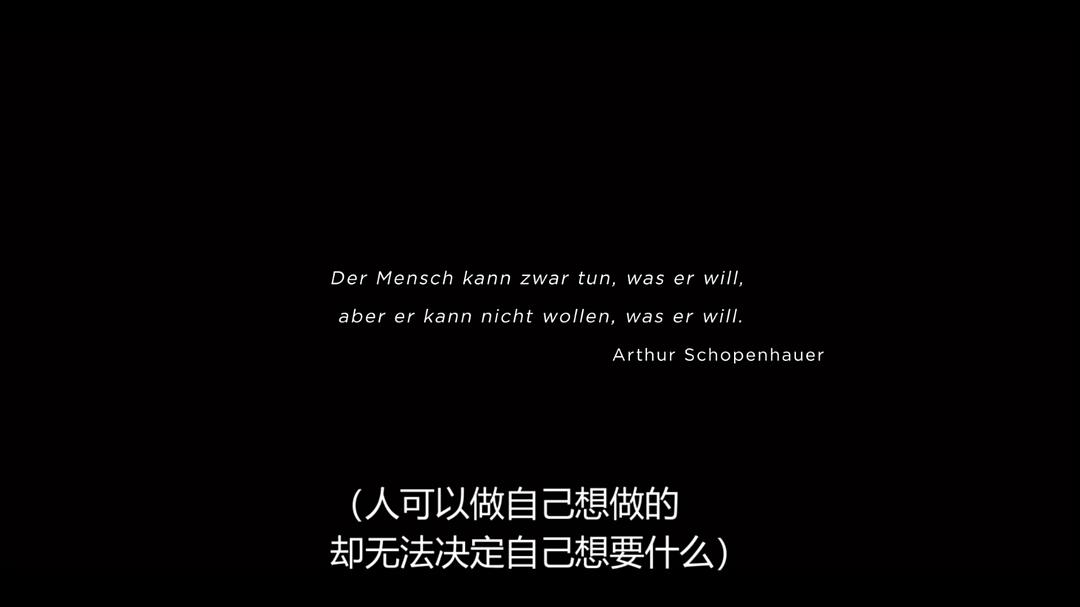 Der Mensch kann zwar tun, was er will,
aber er kann nicht wollen, was er will.
Arthur Schopenhauer
（人可以做自己想做的
却无法决定自己想要什么）